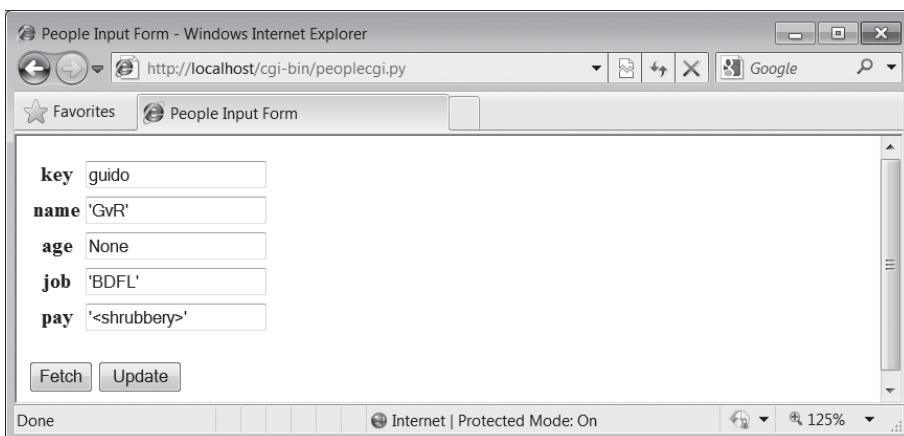 People Input Form - Windows Internet Explorer
http://localhost/cgi-bin/peoplecgi.py
Google
Favorites
People Input Form
key guido
name 'GvR'
age None
job 'BDFL'
pay '<shrubbery>'
Fetch Update
Done Internet | Protected Mode: On 125%